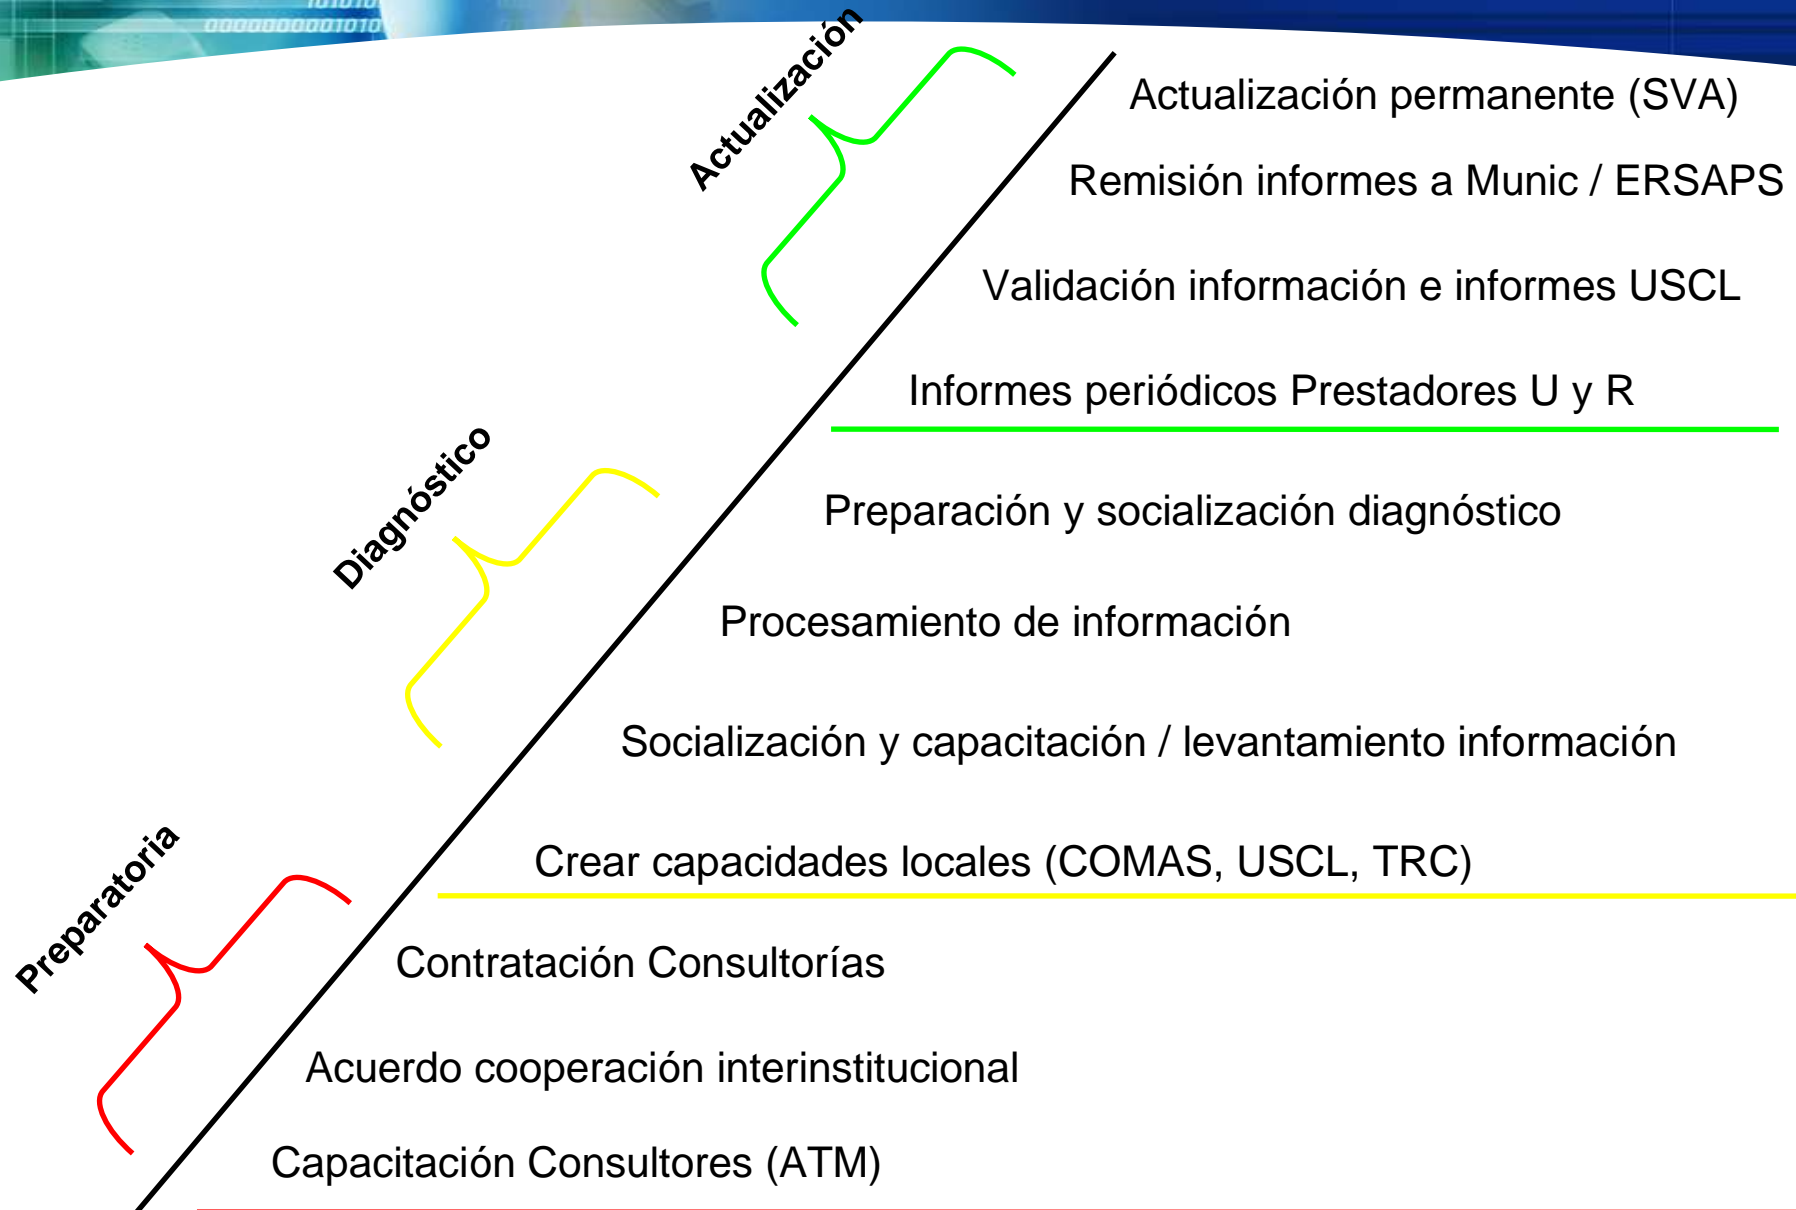 101010
000000001010
Actualización
Actualización permanente (SVA)
Remisión informes a Munic / ERSAPS
Validación información e informes USCL
Informes periódicos Prestadores U y R
Diagnóstico
Preparación y socialización diagnóstico
Procesamiento de información
Socialización y capacitación / levantamiento información
Crear capacidades locales (COMAS, USCL, TRC)
Preparatoria
Contratación Consultorías
Acuerdo cooperación interinstitucional
Capacitación Consultores (ATM)